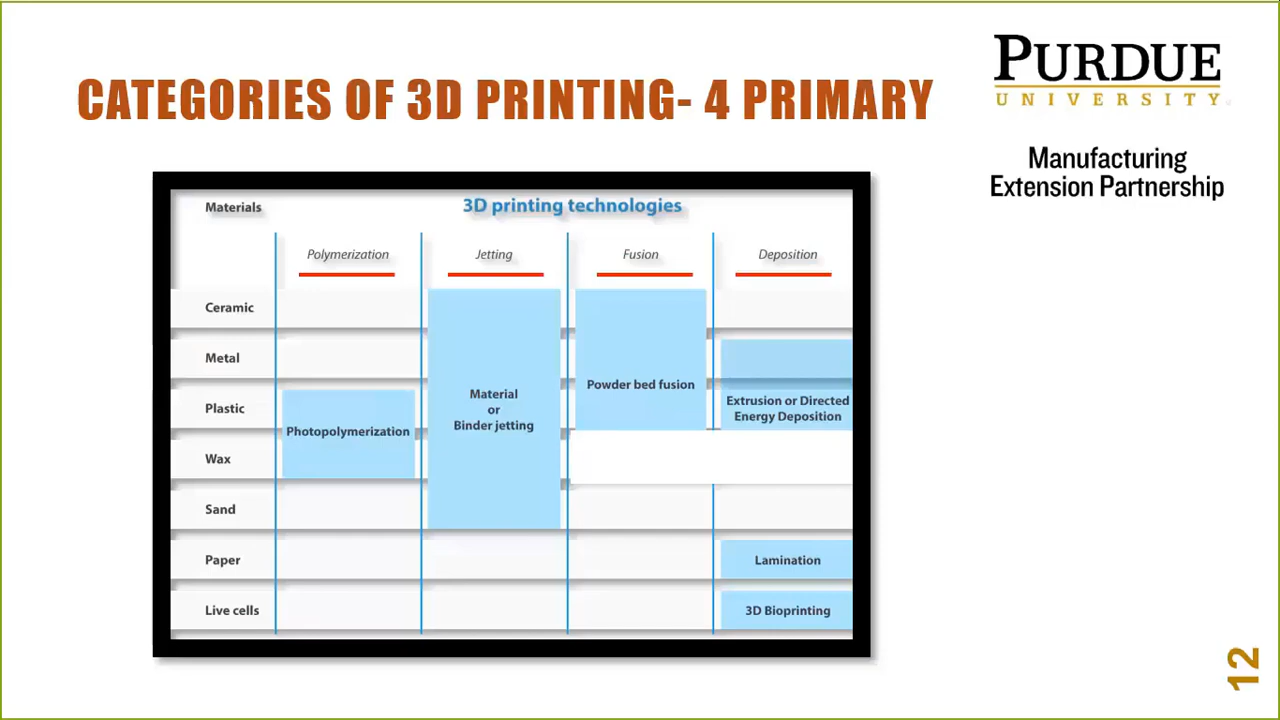 CATEGORIES OF 3D PRINTING- 4 PRIMARY
PURDUE
UNIVERSITY
Manufacturing
Extension Partnership
Materials
3D printing technologies
Polymerization
Jetting
Fusion
Deposition
Ceramic
Metal
Plastic
Wax
Sand
Paper
Live cells
Photopolymerization
Material
or
Binder jetting
Powder bed fusion
Extrusion or Directed
Energy Deposition
Lamination
3D Bioprinting
12